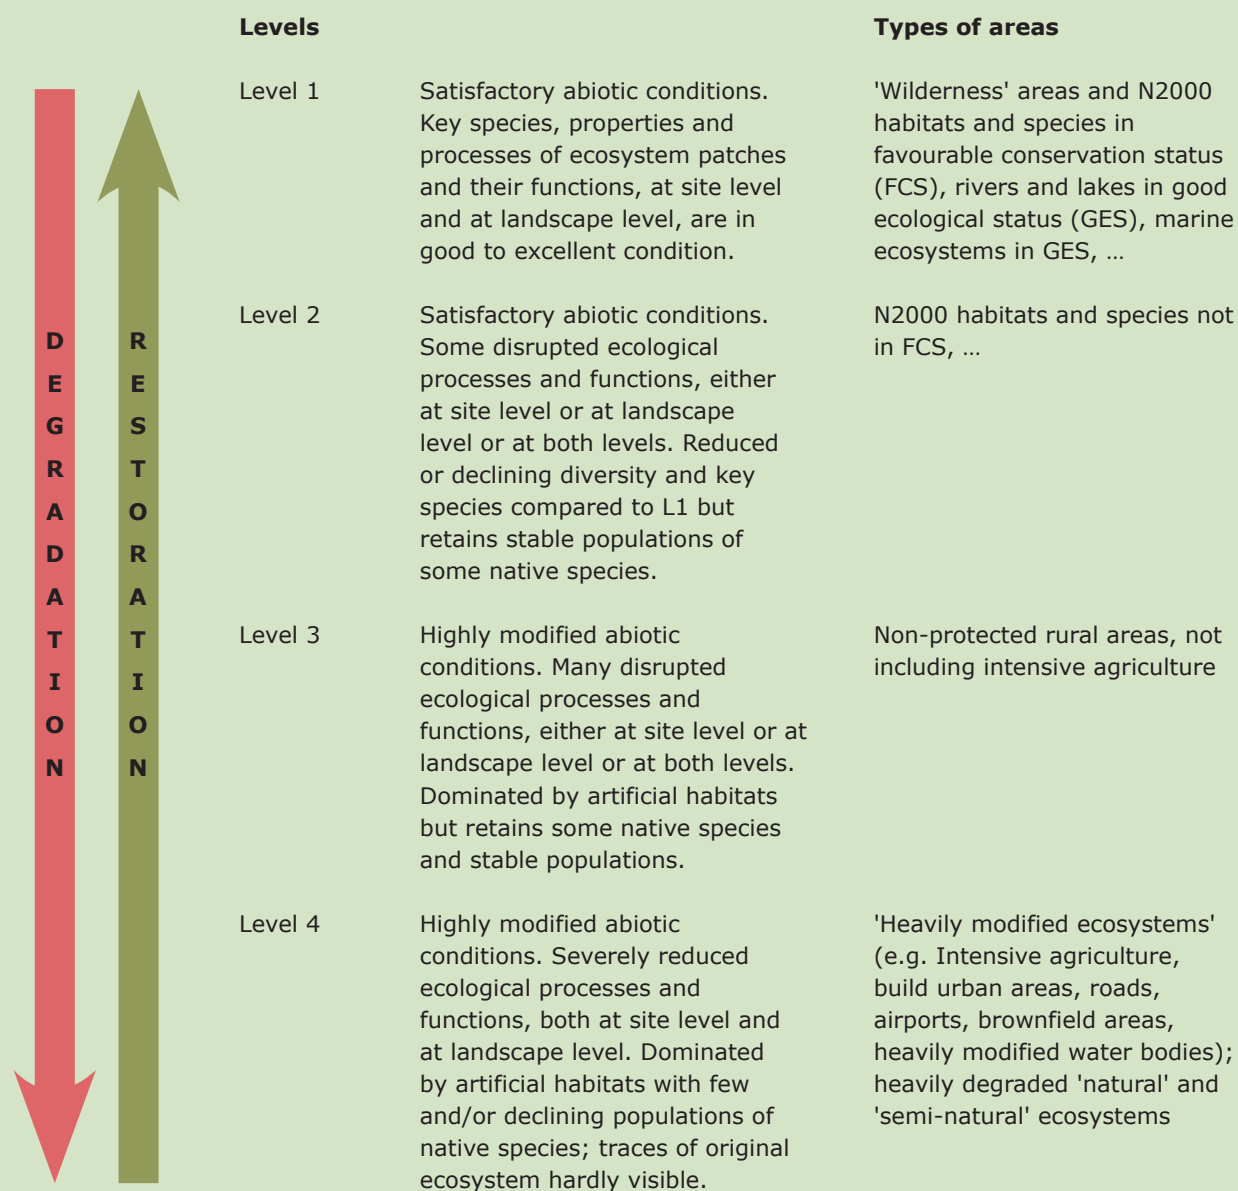 Levels
Types of areas
DEGRADATION
RESTORATION
Level 1
Satisfactory abiotic conditions.
Key species, properties and
processes of ecosystem patches
and their functions, at site level
and at landscape level, are in
good to excellent condition.
'Wilderness' areas and N2000
habitats and species in
favourable conservation status
(FCS), rivers and lakes in good
ecological status (GES), marine
ecosystems in GES, …
Level 2
Satisfactory abiotic conditions.
Some disrupted ecological
processes and functions, either
at site level or at landscape
level or at both levels. Reduced
or declining diversity and key
species compared to L1 but
retains stable populations of
some native species.
N2000 habitats and species not
in FCS, …
Level 3
Highly modified abiotic
conditions. Many disrupted
ecological processes and
functions, either at site level or at
landscape level or at both levels.
Dominated by artificial habitats
but retains some native species
and stable populations.
Non-protected rural areas, not
including intensive agriculture
Level 4
Highly modified abiotic
conditions. Severely reduced
ecological processes and
functions, both at site level and
at landscape level. Dominated
by artificial habitats with few
and/or declining populations of
native species; traces of original
ecosystem hardly visible.
'Heavily modified ecosystems'
(e.g. Intensive agriculture,
build urban areas, roads,
airports, brownfield areas,
heavily modified water bodies);
heavily degraded 'natural' and
'semi-natural' ecosystems